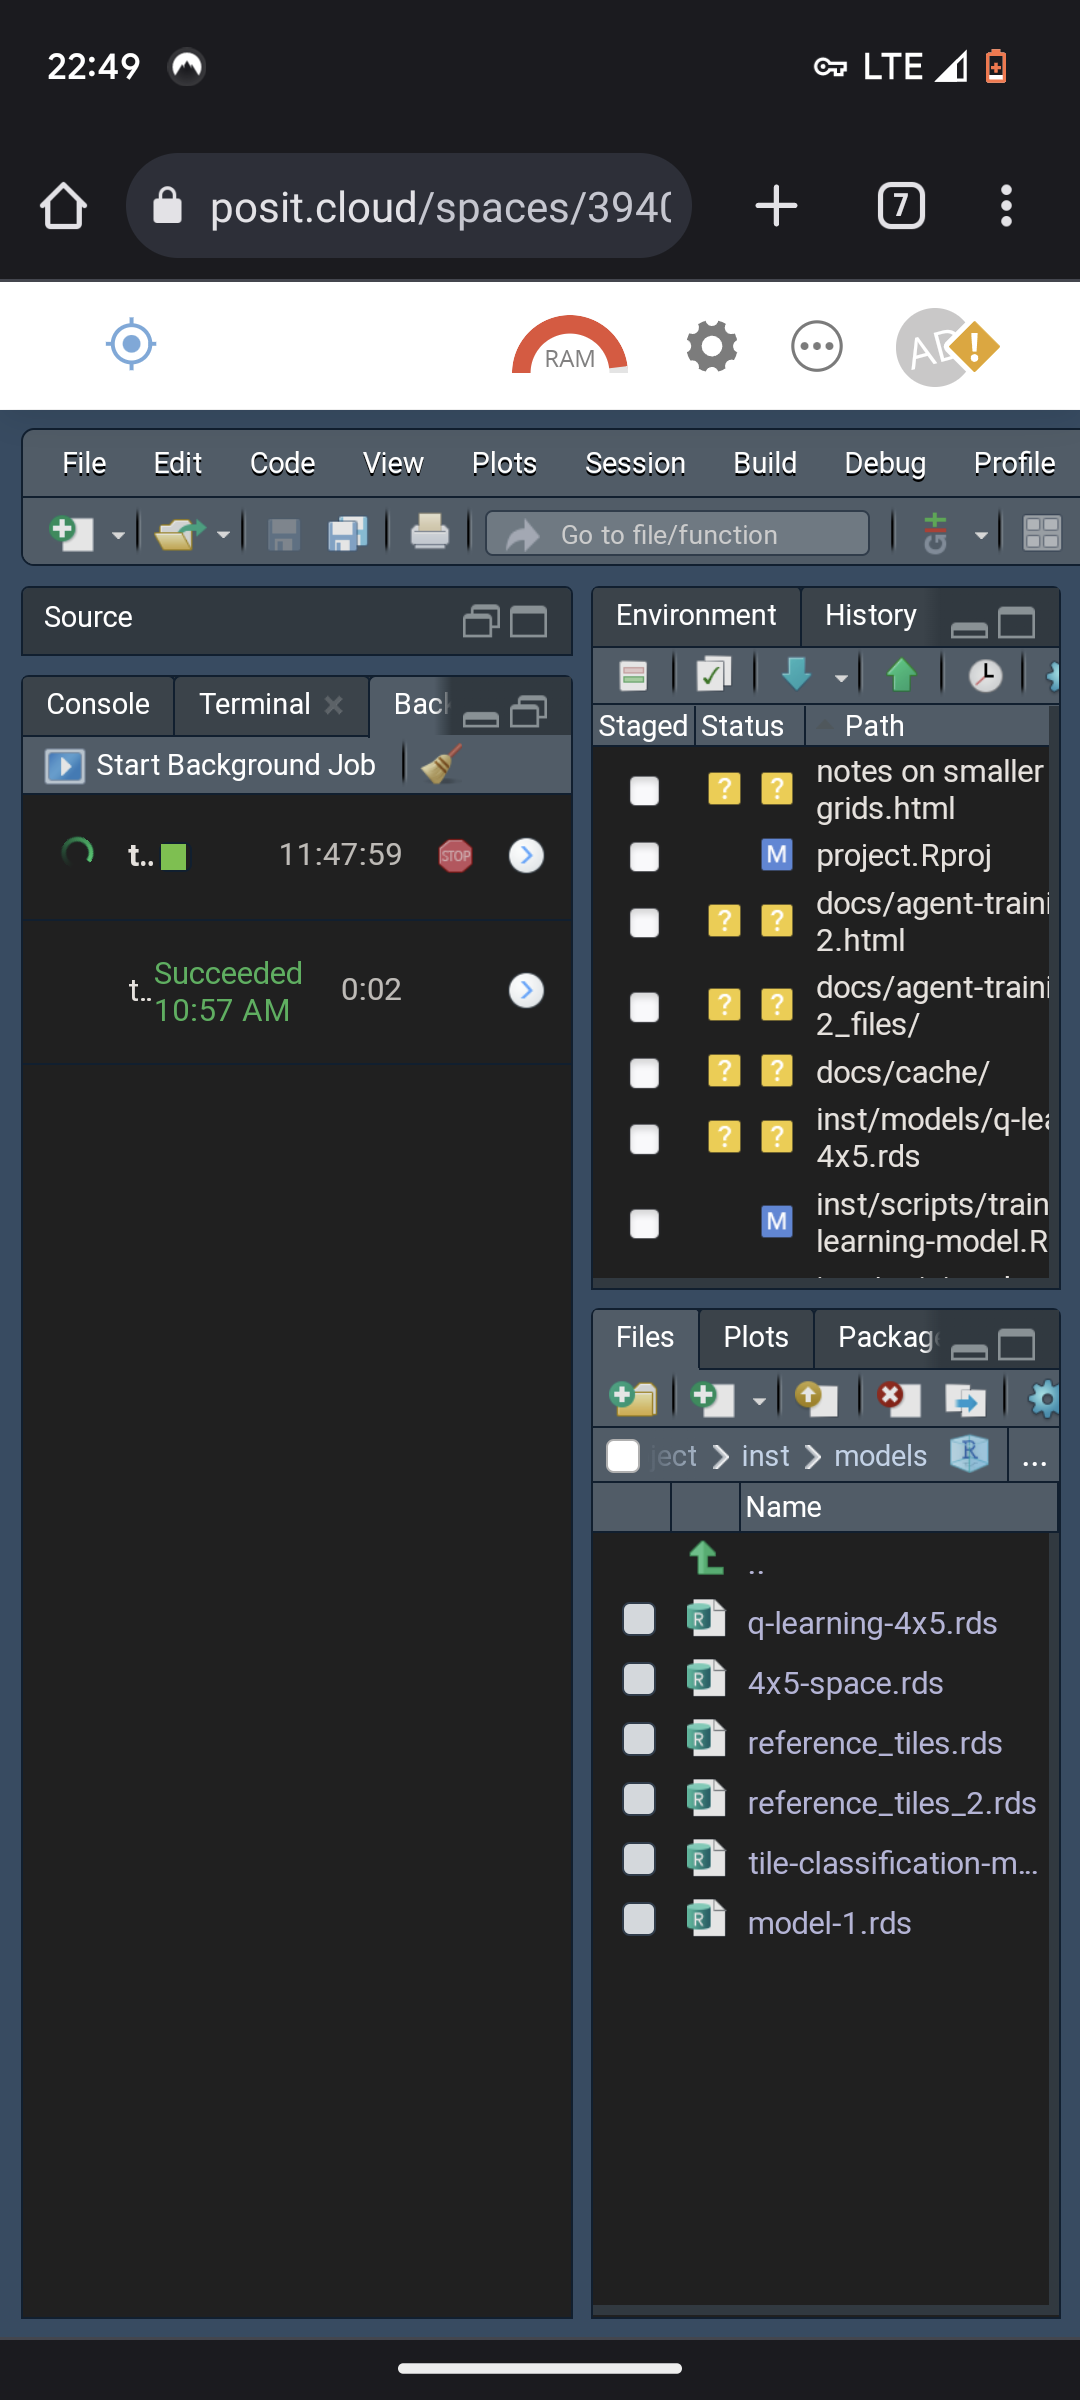 22:49
LTE
posit.cloud/spaces/394
7
RAM
!
File Edit Code View Plots Session Build Debug Profile
Go to file/function
Git
Source
Console Terminal Back
Start Background Job
t.. 11:47:59 STOP
t.. Succeeded 0:02
10:57 AM
Environment History
Staged Status Path
? ? notes on smaller
grids.html
M project.Rproj
? ? docs/agent-traini
2.html
? ? docs/agent-traini
2_files/
? ? docs/cache/
? ? inst/models/q-lea
4x5.rds
M inst/scripts/train
learning-model.R
Files Plots Packag
ject inst models R ...
Name
..
q-learning-4x5.rds
4x5-space.rds
reference_tiles.rds
reference_tiles_2.rds
tile-classification-m...
model-1.rds